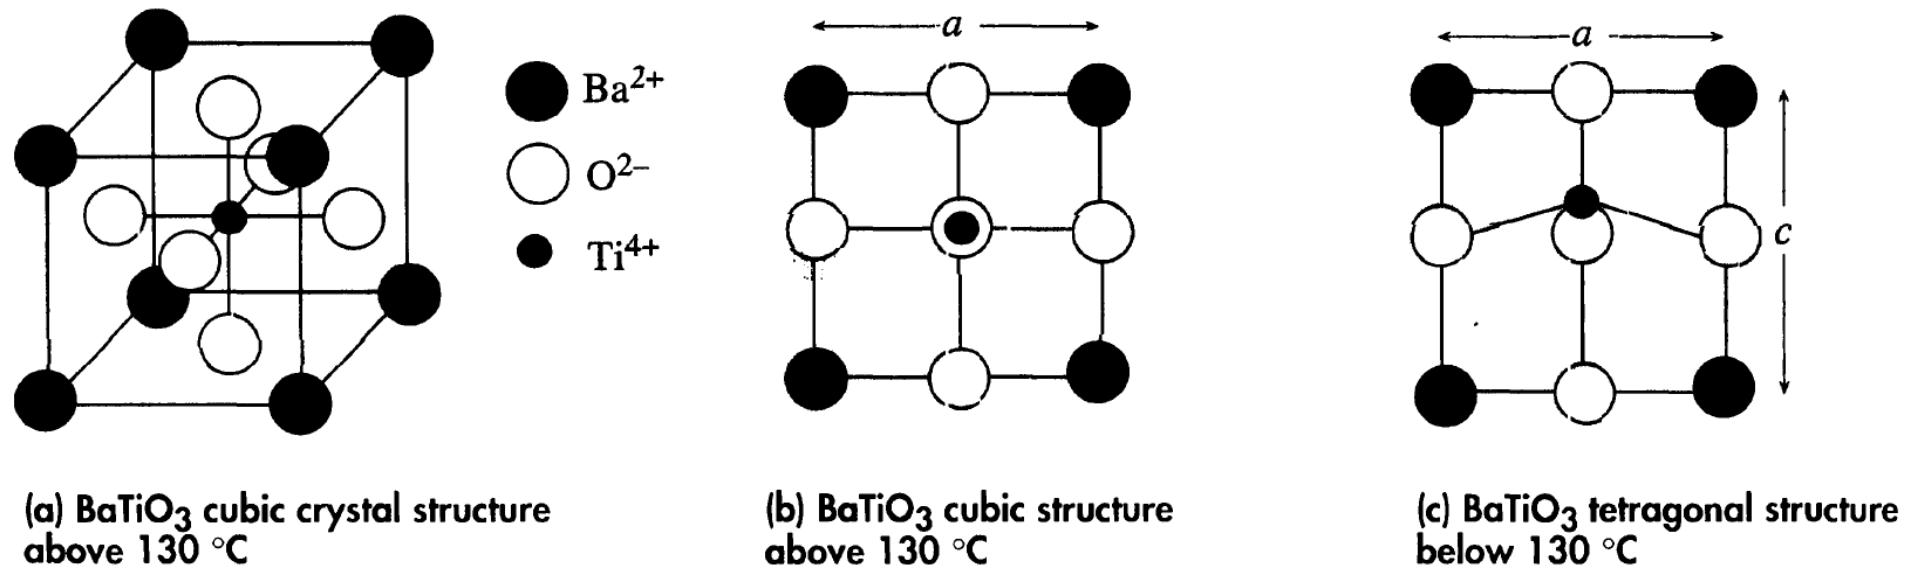 Ba²⁺
O²⁻
Ti⁴⁺
a
a
c
(a) BaTiO₃ cubic crystal structure
above 130 °C
(b) BaTiO₃ cubic structure
above 130 °C
(c) BaTiO₃ tetragonal structure
below 130 °C